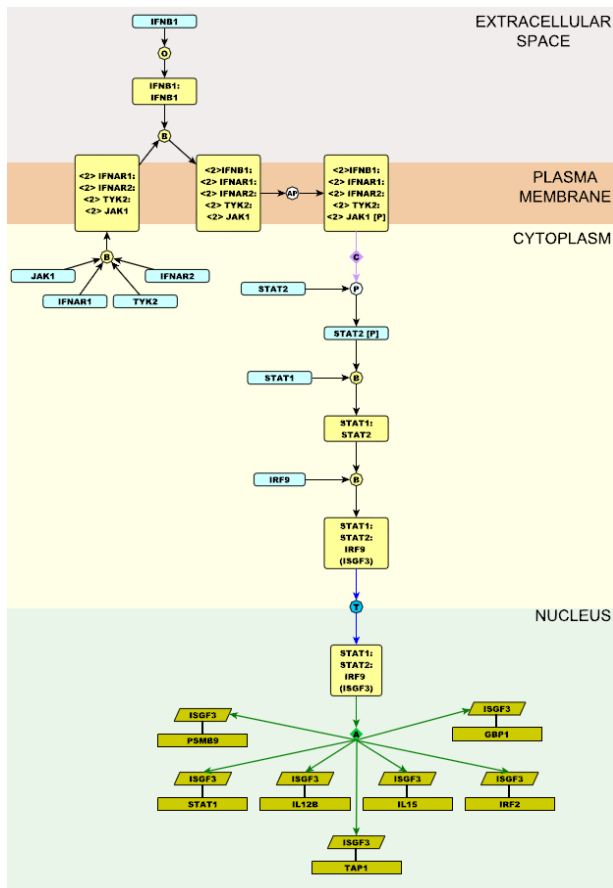 IFNB1
EXTRACELLULAR
SPACE
O
IFNB1:
IFNB1
B
<2> IFNAR1:
<2> IFNAR2:
<2> TYK2:
<2> JAK1
<2>IFNB1:
<2> IFNAR1:
<2> IFNAR2:
<2> TYK2:
<2> JAK1
AP
<2>IFNB1:
<2> IFNAR1:
<2> IFNAR2:
<2> TYK2:
<2> JAK1 [P]
PLASMA
MEMBRANE
CYTOPLASM
B
JAK1
IFNAR2
IFNAR1
TYK2
C
STAT2
P
STAT2 [P]
STAT1
B
STAT1:
STAT2
IRF9
B
STAT1:
STAT2:
IRF9
(ISGF3)
T
NUCLEUS
STAT1:
STAT2:
IRF9
(ISGF3)
ISGF3
PSMB9
A
ISGF3
GBP1
ISGF3
STAT1
ISGF3
IL12B
ISGF3
IL15
ISGF3
IRF2
ISGF3
TAP1